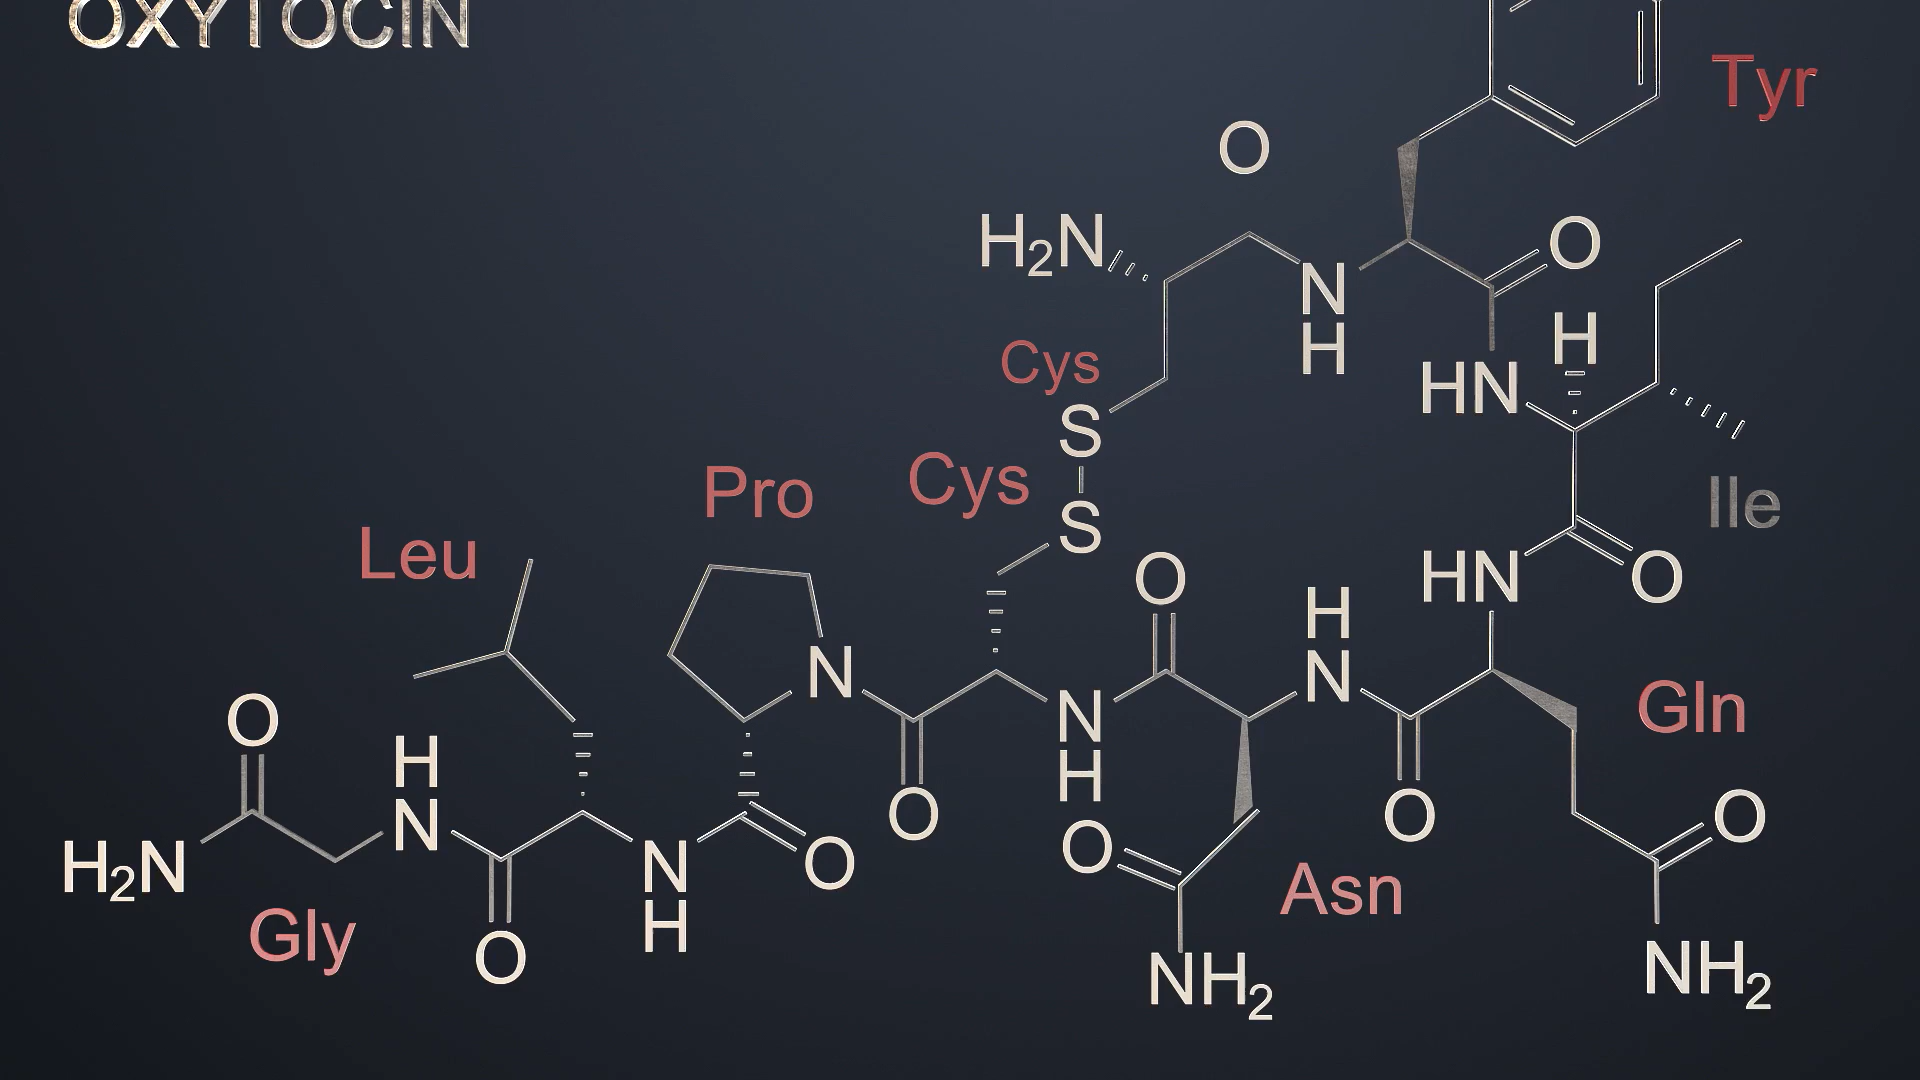 OXYTOCIN
Tyr
O
H2N
O
N
H
H
Cys
HN
S
Cys
Pro
Ile
S
Leu
O
HN
O
H
N
N
Gln
O
N
H
H
N
O
O
O
O
H2N
N
H
O
Asn
Gly
O
NH2
NH2